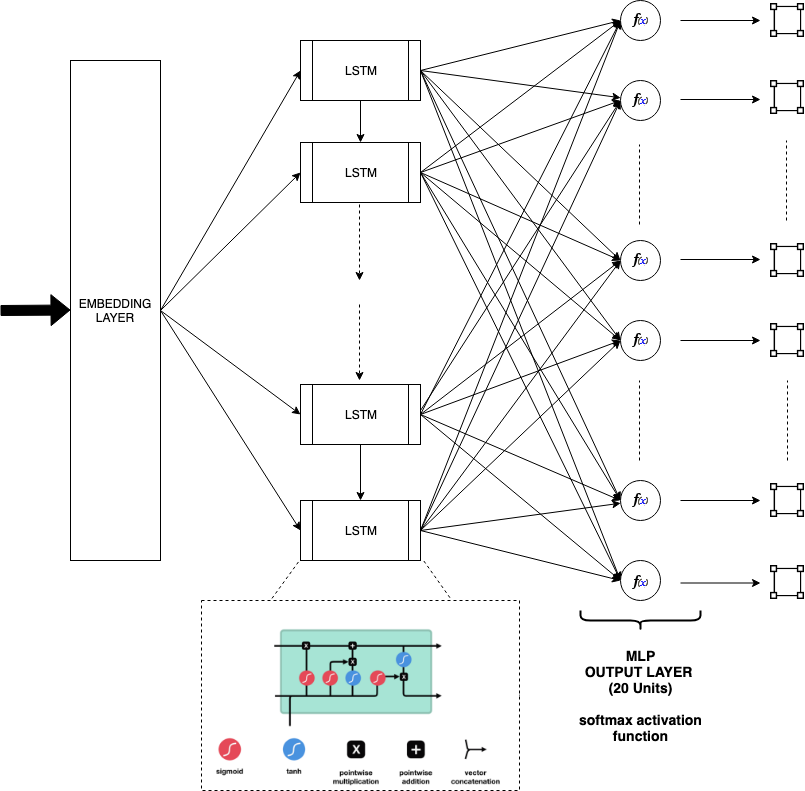 f(x)
LSTM
f(x)
LSTM
f(x)
EMBEDDING
LAYER
f(x)
LSTM
f(x)
LSTM
f(x)
X
+
X
X
MLP
OUTPUT LAYER
(20 Units)
softmax activation
function
X
+
sigmoid
tanh
pointwise
multiplication
pointwise
addition
vector
concatenation